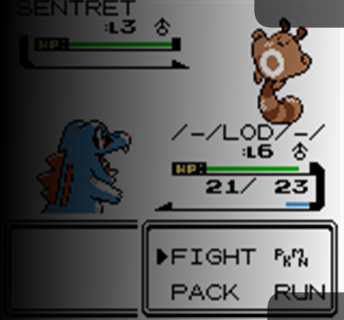 SENTRET
:L3 ♂
HP:
/-/LOD/-/
:L6 ♂
HP:
21/ 23
▶FIGHT PKMN
PACK RUN